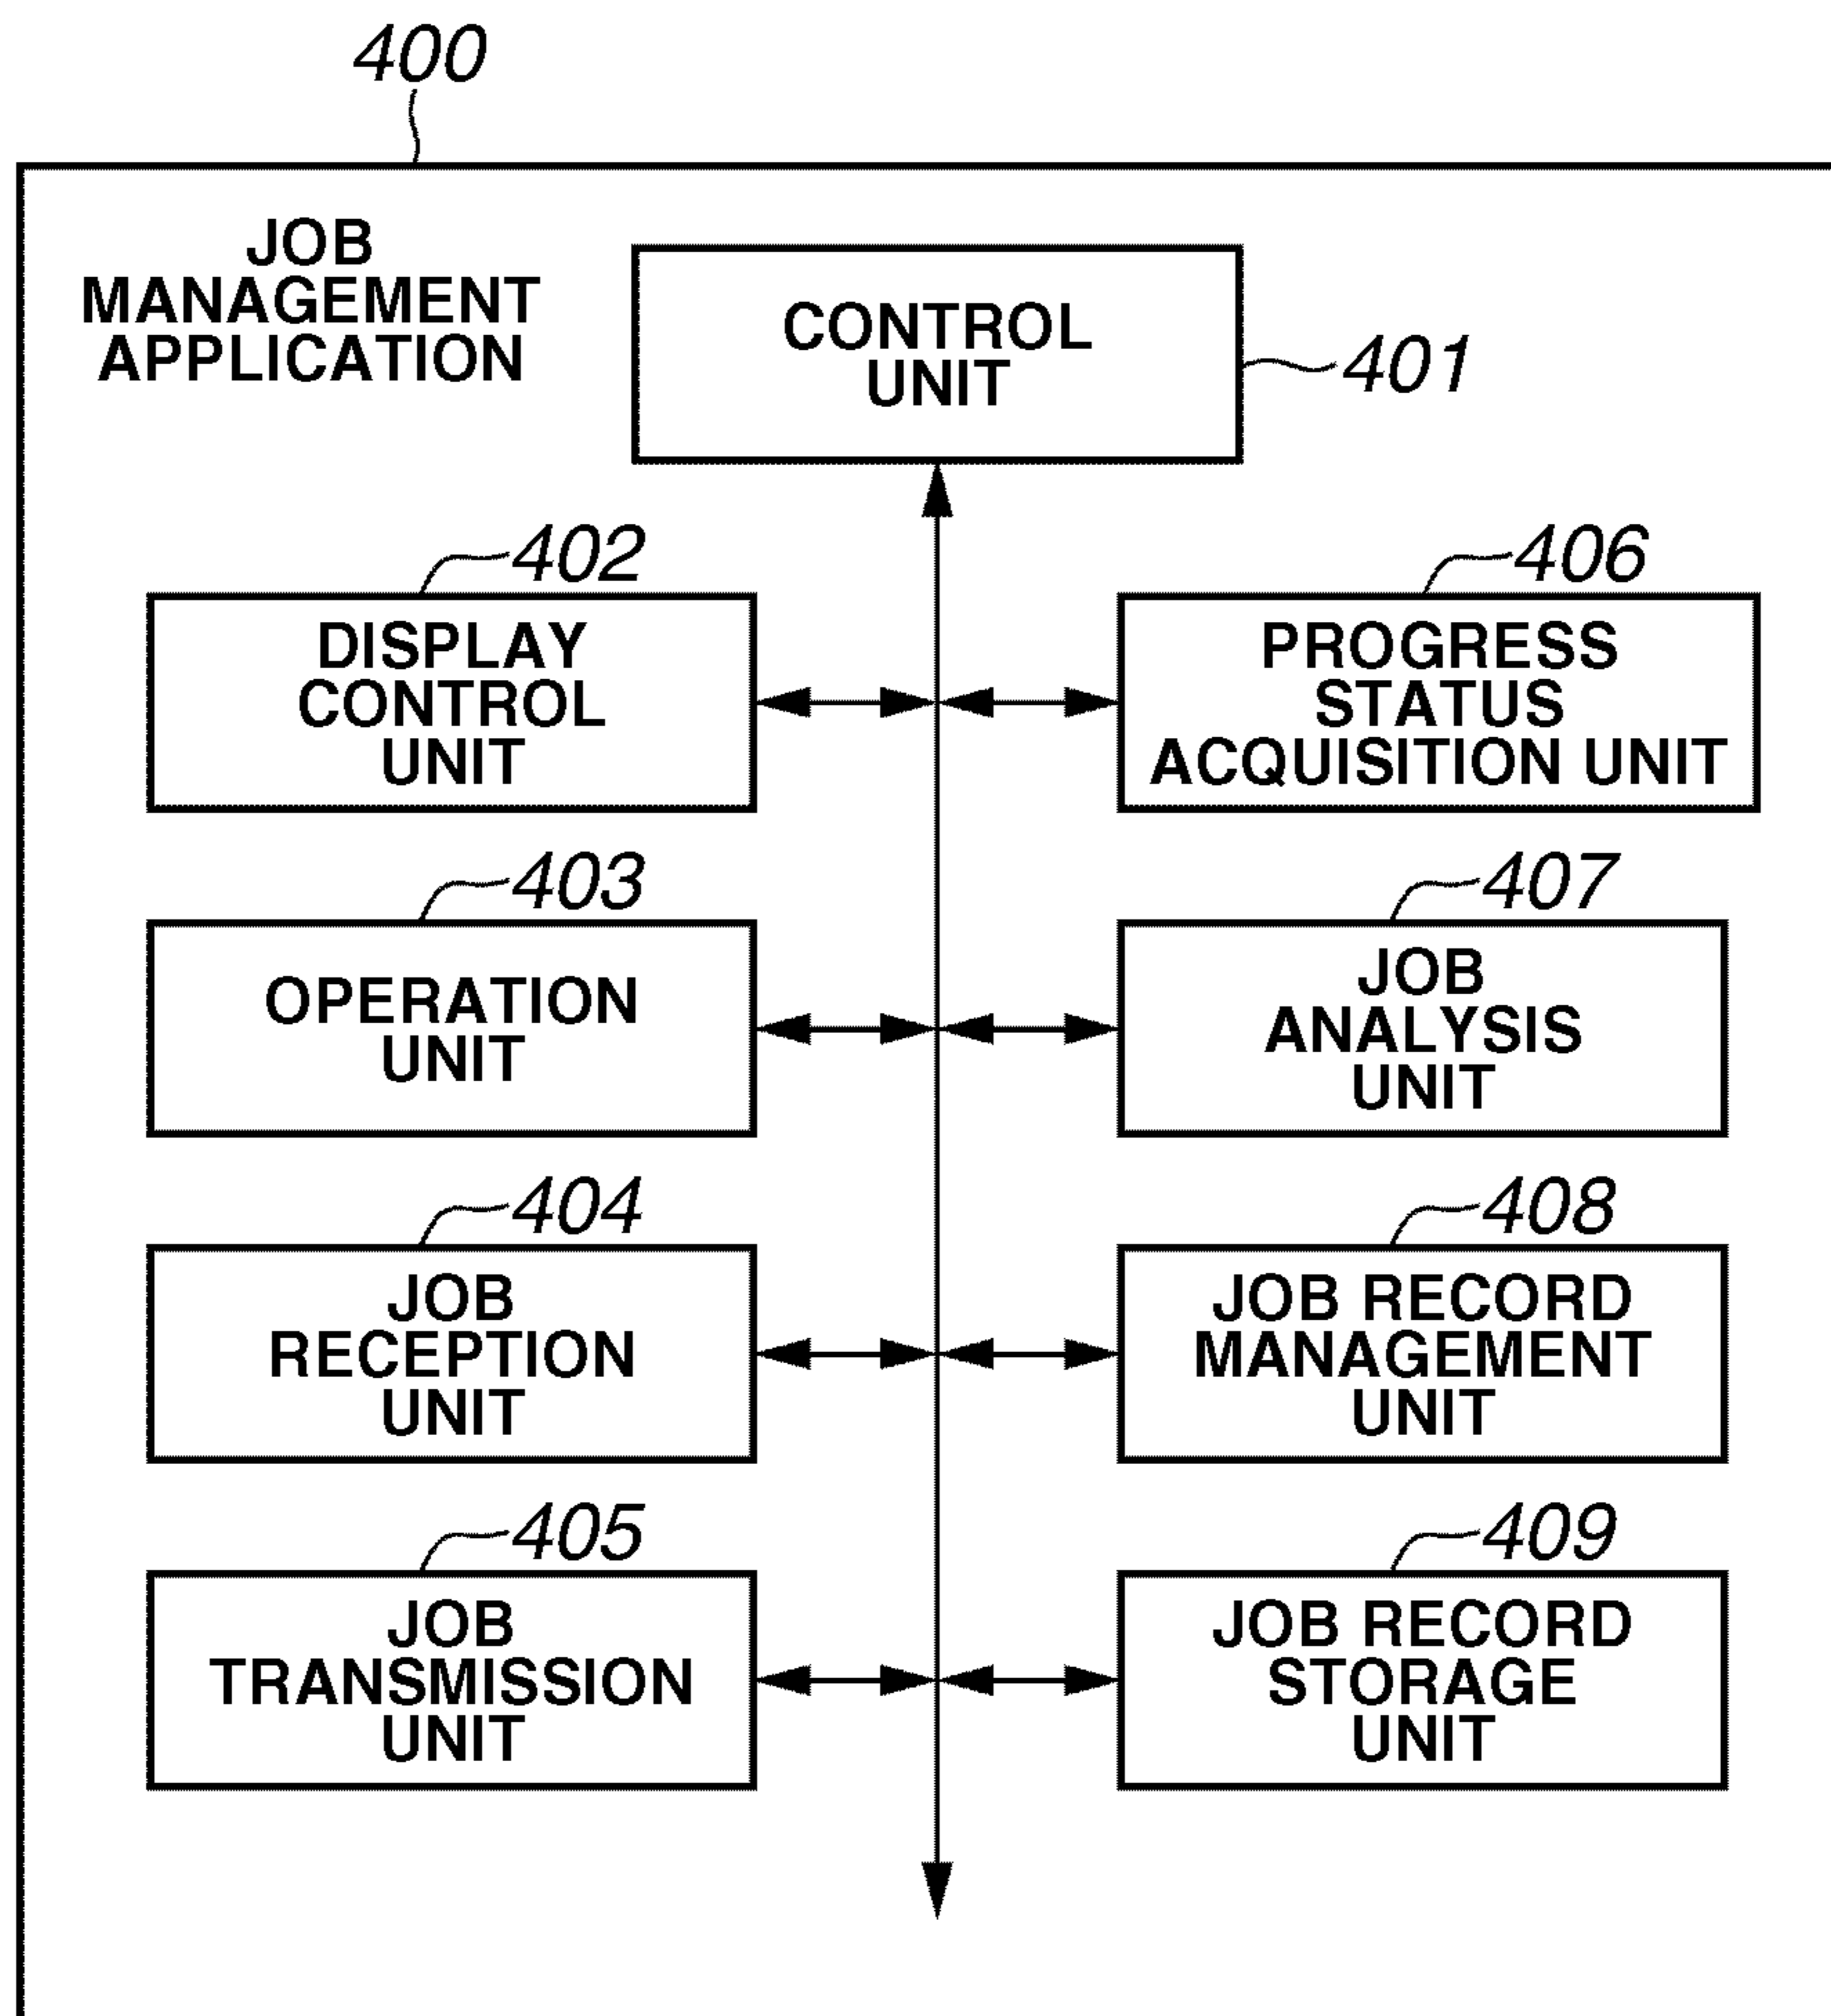 400
JOB
MANAGEMENT
APPLICATION
CONTROL
UNIT
401
402
DISPLAY
CONTROL
UNIT
406
PROGRESS
STATUS
ACQUISITION UNIT
403
OPERATION
UNIT
407
JOB
ANALYSIS
UNIT
404
JOB
RECEPTION
UNIT
408
JOB RECORD
MANAGEMENT
UNIT
405
JOB
TRANSMISSION
UNIT
409
JOB RECORD
STORAGE
UNIT